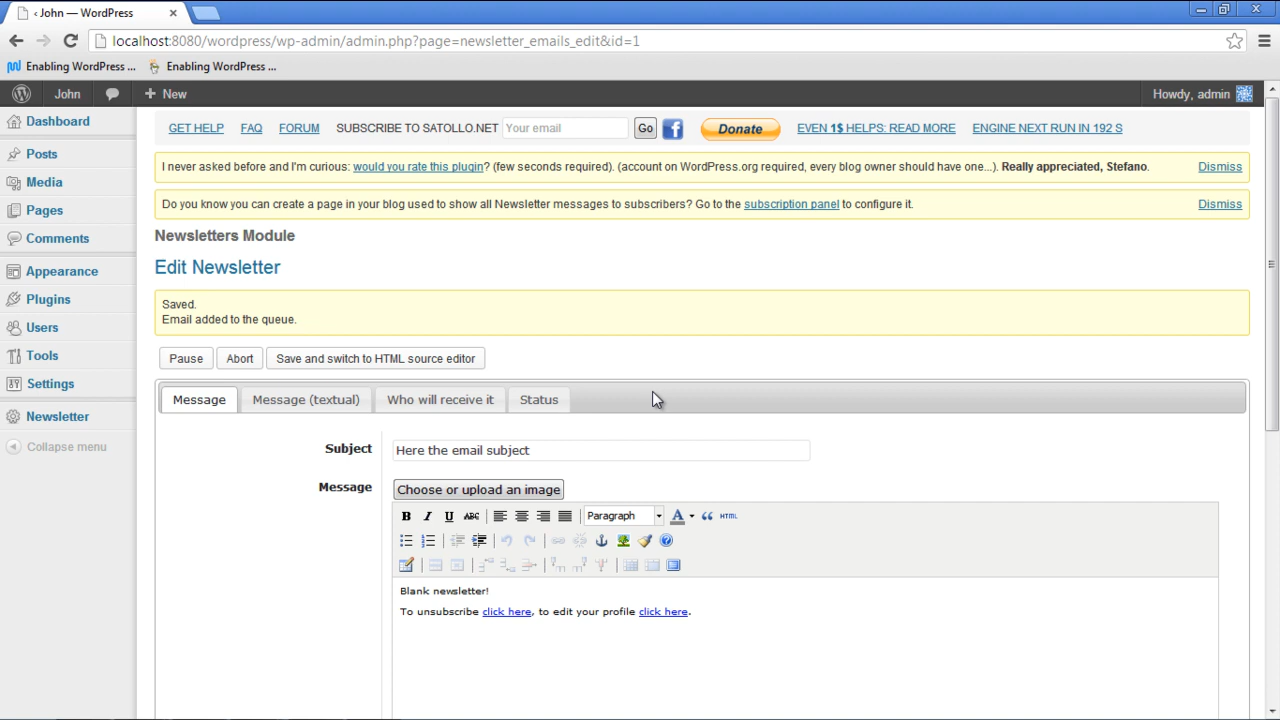 ‹ John — WordPress
localhost:8080/wordpress/wp-admin/admin.php?page=newsletter_emails_edit&id=1
Enabling WordPress ... Enabling WordPress ...
John + New Howdy, admin
Dashboard
Posts
Media
Pages
Comments
Appearance
Plugins
Users
Tools
Settings
Newsletter
Collapse menu
GET HELP FAQ FORUM SUBSCRIBE TO SATOLLO.NET Your email Go Donate EVEN 1$ HELPS: READ MORE ENGINE NEXT RUN IN 192 S
I never asked before and I'm curious: would you rate this plugin? (few seconds required). (account on WordPress.org required, every blog owner should have one...). Really appreciated, Stefano. Dismiss
Do you know you can create a page in your blog used to show all Newsletter messages to subscribers? Go to the subscription panel to configure it. Dismiss
Newsletters Module
Edit Newsletter
Saved.
Email added to the queue.
Pause Abort Save and switch to HTML source editor
Message Message (textual) Who will receive it Status
Subject Here the email subject
Message Choose or upload an image
B I U ABC Paragraph A HTML
Blank newsletter!
To unsubscribe click here, to edit your profile click here.